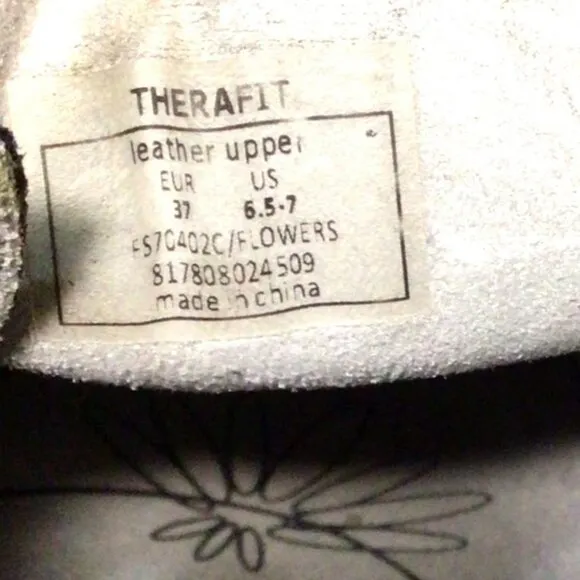 THERAFIT
leather upper
EUR US
37 6.5-7
FS70402C/FLOWERS
817808024509
made in china